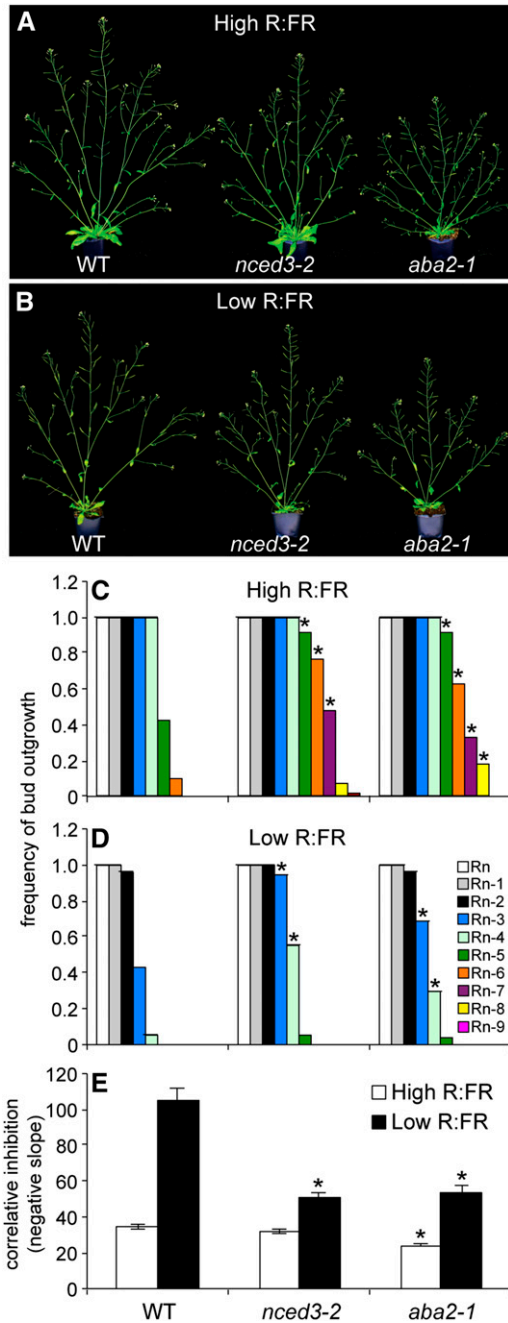 A
High R:FR
WT
nced3-2
aba2-1
B
Low R:FR
WT
nced3-2
aba2-1
frequency of bud outgrowth
C
High R:FR
1.2
1.0
0.8
0.6
0.4
0.2
0
*
*
*
*
*
*
*
D
Low R:FR
1.2
1.0
0.8
0.6
0.4
0.2
0
*
*
*
*
Rn
Rn-1
Rn-2
Rn-3
Rn-4
Rn-5
Rn-6
Rn-7
Rn-8
Rn-9
E
correlative inhibition
(negative slope)
120
100
80
60
40
20
0
High R:FR
Low R:FR
*
*
*
WT
nced3-2
aba2-1